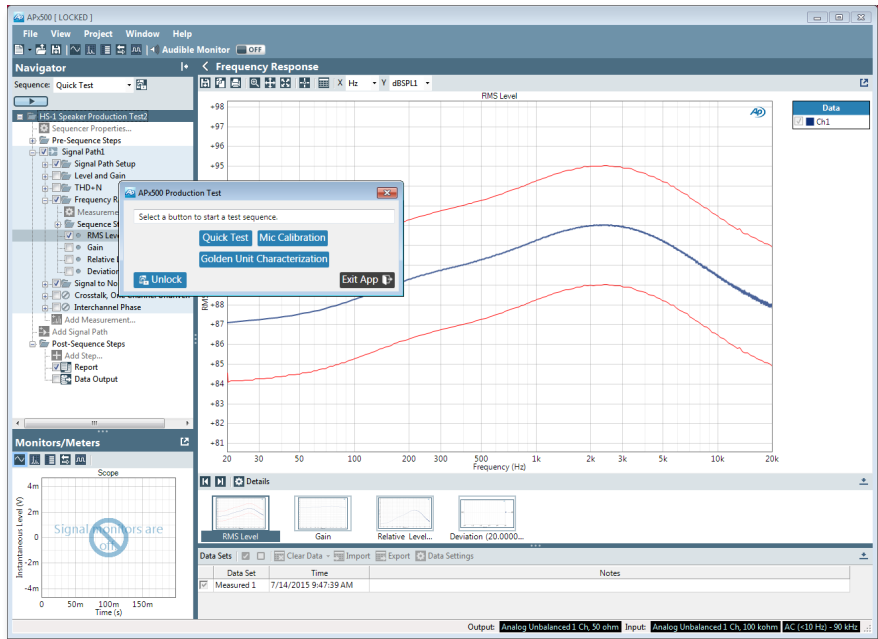 APx500 [ LOCKED ]
File View Project Window Help
Audible Monitor OFF
Navigator
Sequence: Quick Test
HS-1 Speaker Production Test2
Sequencer Properties...
Pre-Sequence Steps
Signal Path1
Signal Path Setup
Level and Gain
THD+N
Frequency R
Measureme
Sequence St
RMS Leve
Gain
Relative L
Deviation
Signal to No
Crosstalk, One Channel Undriven
Interchannel Phase
Add Measurement...
Add Signal Path
Post-Sequence Steps
Add Step...
Report
Data Output
Monitors/Meters
Scope
Instantaneous Level (V)
4m
2m
0
-2m
-4m
Signal monitors are off
0 50m 100m 150m
Time (s)
Frequency Response
X Hz Y dBSPL1
RMS Level
+98
+97
+96
+95
+88
+87
+86
+85
+84
+83
+82
+81
RMS
20 30 50 100 200 300 500 1k 2k 3k 5k 10k 20k
Frequency (Hz)
AP
Data
Ch1
APx500 Production Test
Select a button to start a test sequence.
Quick Test Mic Calibration
Golden Unit Characterization
Unlock Exit App
Details
RMS Level Gain Relative Level... Deviation (20.0000...
Data Sets Clear Data Import Export Data Settings
Data Set Time Notes
Measured 1 7/14/2015 9:47:39 AM
Output: Analog Unbalanced 1 Ch, 50 ohm Input: Analog Unbalanced 1 Ch, 100 kohm AC (<10 Hz) - 90 kHz